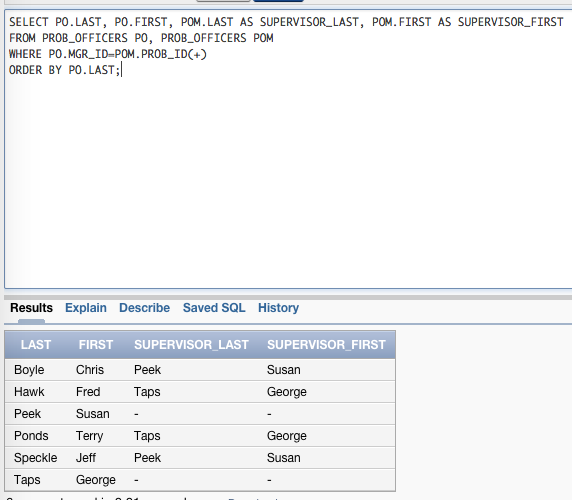 SELECT PO.LAST, PO.FIRST, POM.LAST AS SUPERVISOR_LAST, POM.FIRST AS SUPERVISOR_FIRST
FROM PROB_OFFICERS PO, PROB_OFFICERS POM
WHERE PO.MGR_ID=POM.PROB_ID(+)
ORDER BY PO.LAST;
Results Explain Describe Saved SQL History
LAST FIRST SUPERVISOR_LAST SUPERVISOR_FIRST
Boyle Chris Peek Susan
Hawk Fred Taps George
Peek Susan - -
Ponds Terry Taps George
Speckle Jeff Peek Susan
Taps George - -